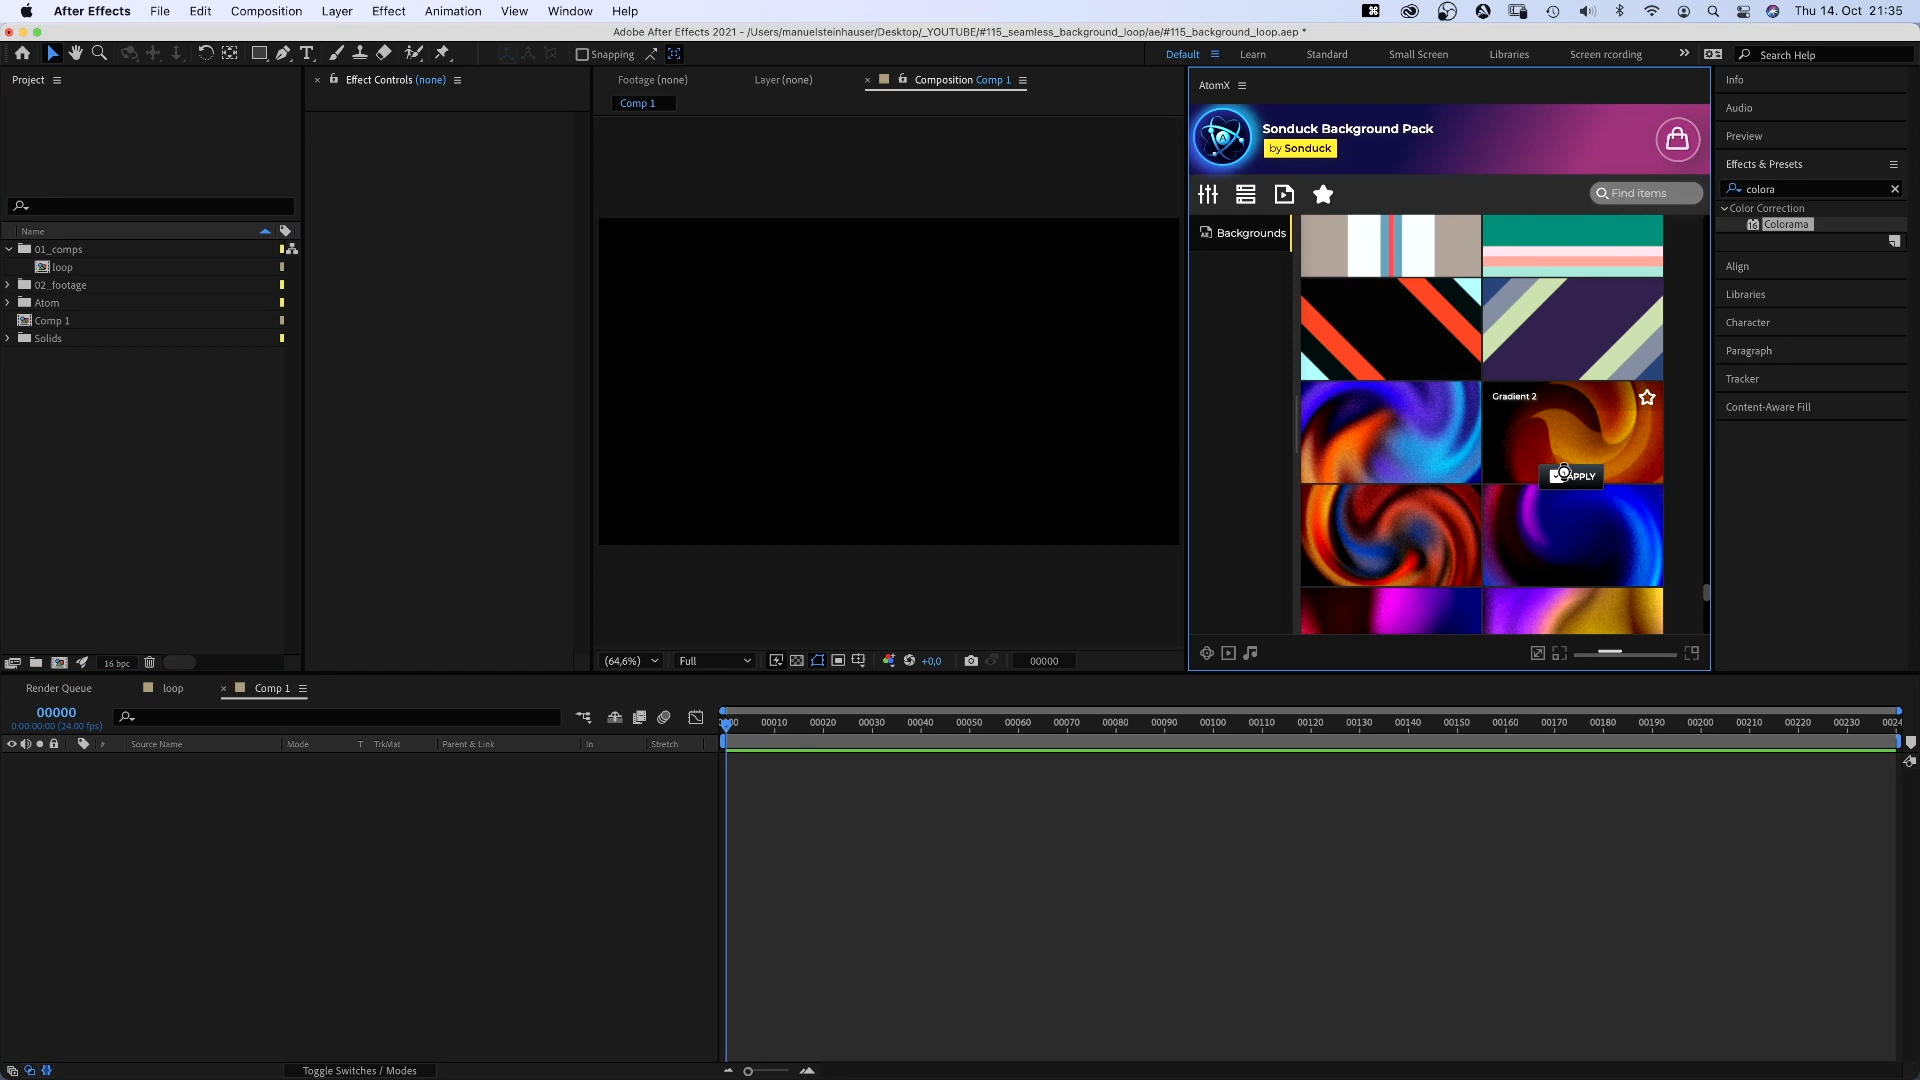 After Effects File Edit Composition Layer Effect Animation View Window Help Thu 14. Oct 21:35
Adobe After Effects 2021 - /Users/manuelsteinhauser/Desktop/_YOUTUBE/#115_seamless_background_loop/ae/#115_background_loop.aep *
Snapping Default Learn Standard Small Screen Libraries Screen rcording Search Help
Project
Effect Controls (none)
Footage (none) Layer (none) Composition Comp 1
Comp 1
AtomX
Sonduck Background Pack
by Sonduck
Find items
Backgrounds
Gradient 2
APPLY
Info
Audio
Preview
Effects & Presets
colora
Color Correction
16 Colorama
Align
Libraries
Character
Paragraph
Tracker
Content-Aware Fill
Name
01_comps
loop
02_footage
Atom
Comp 1
Solids
16 bpc
(64,6%) Full +0,0 00000
Render Queue loop Comp 1
00000
0:00:00:00 (24.00 fps)
# Source Name Mode T TrkMat Parent & Link In Stretch
00010 00020 00030 00040 00050 00060 00070 00080 00090 00100 00110 00120 00130 00140 00150 00160 00170 00180 00190 00200 00210 00220 00230 0024
Toggle Switches / Modes